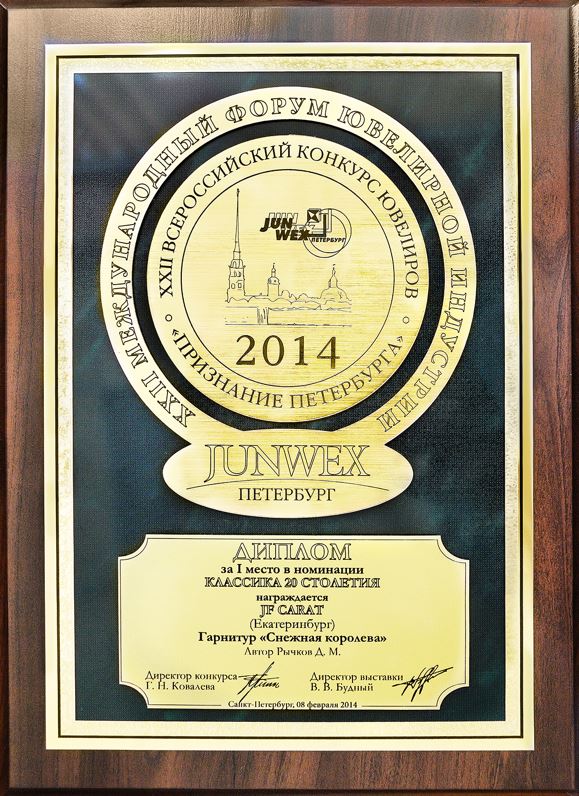 XXII МЕЖДУНАРОДНЫЙ ФОРУМ ЮВЕЛИРНОЙ ИНДУСТРИИ
XXII ВСЕРОССИЙСКИЙ КОНКУРС ЮВЕЛИРОВ
JUN
WEX
ПЕТЕРБУРГ
2014
«ПРИЗНАНИЕ ПЕТЕРБУРГА»
JUNWEX
ПЕТЕРБУРГ
ДИПЛОМ
за I место в номинации
КЛАССИКА 20 СТОЛЕТИЯ
награждается
JF CARAT
(Екатеринбург)
Гарнитур «Снежная королева»
Автор Рычков Д. М.
Директор конкурса
Г. Н. Ковалева
Директор выставки
В. В. Будный
Санкт-Петербург, 08 февраля 2014